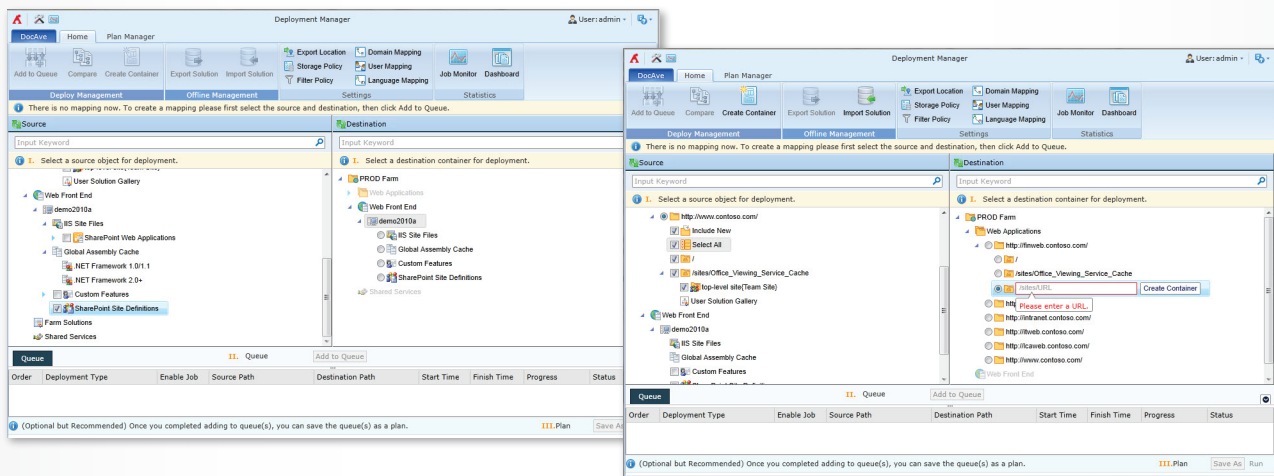 Deployment Manager
User: admin
DocAve Home Plan Manager
Add to Queue Compare Create Container
Export Solution Import Solution
Export Location Domain Mapping
Storage Policy User Mapping
Filter Policy Language Mapping
Job Monitor Dashboard
Deploy Management Offline Management Settings Statistics
There is no mapping now. To create a mapping please first select the source and destination, then click Add to Queue.
Source
Input Keyword
I. Select a source object for deployment.
User Solution Gallery
Web Front End
demo2010a
IIS Site Files
SharePoint Web Applications
Global Assembly Cache
.NET Framework 1.0/1.1
.NET Framework 2.0+
Custom Features
SharePoint Site Definitions
Farm Solutions
Shared Services
Destination
Input Keyword
I. Select a destination container for deployment.
PROD Farm
Web Applications
Web Front End
demo2010a
IIS Site Files
Global Assembly Cache
Custom Features
SharePoint Site Definitions
Shared Services
Queue II. Queue Add to Queue
Order Deployment Type Enable Job Source Path Destination Path Start Time Finish Time Progress Status
(Optional but Recommended) Once you completed adding to queue(s), you can save the queue(s) as a plan.
III.Plan Save As
Deployment Manager
User: admin
DocAve Home Plan Manager
Add to Queue Compare Create Container
Export Solution Import Solution
Export Location Domain Mapping
Storage Policy User Mapping
Filter Policy Language Mapping
Job Monitor Dashboard
Deploy Management Offline Management Settings Statistics
There is no mapping now. To create a mapping please first select the source and destination, then click Add to Queue.
Source
Input Keyword
I. Select a source object for deployment.
http://www.contoso.com/
Include New
Select All
/
/sites/Office_Viewing_Service_Cache
top-level site(Team Site)
User Solution Gallery
Web Front End
demo2010a
IIS Site Files
Global Assembly Cache
Custom Features
Destination
Input Keyword
I. Select a destination container for deployment.
PROD Farm
Web Applications
http://finweb.contoso.com/
/
/sites/Office_Viewing_Service_Cache
/sites/URL Create Container
Please enter a URL.
http://intranet.contoso.com/
http://itweb.contoso.com/
http://lcaweb.contoso.com/
http://www.contoso.com/
Web Front End
Queue II. Queue Add to Queue
Order Deployment Type Enable Job Source Path Destination Path Start Time Finish Time Progress Status
(Optional but Recommended) Once you completed adding to queue(s), you can save the queue(s) as a plan.
III.Plan Save As Run